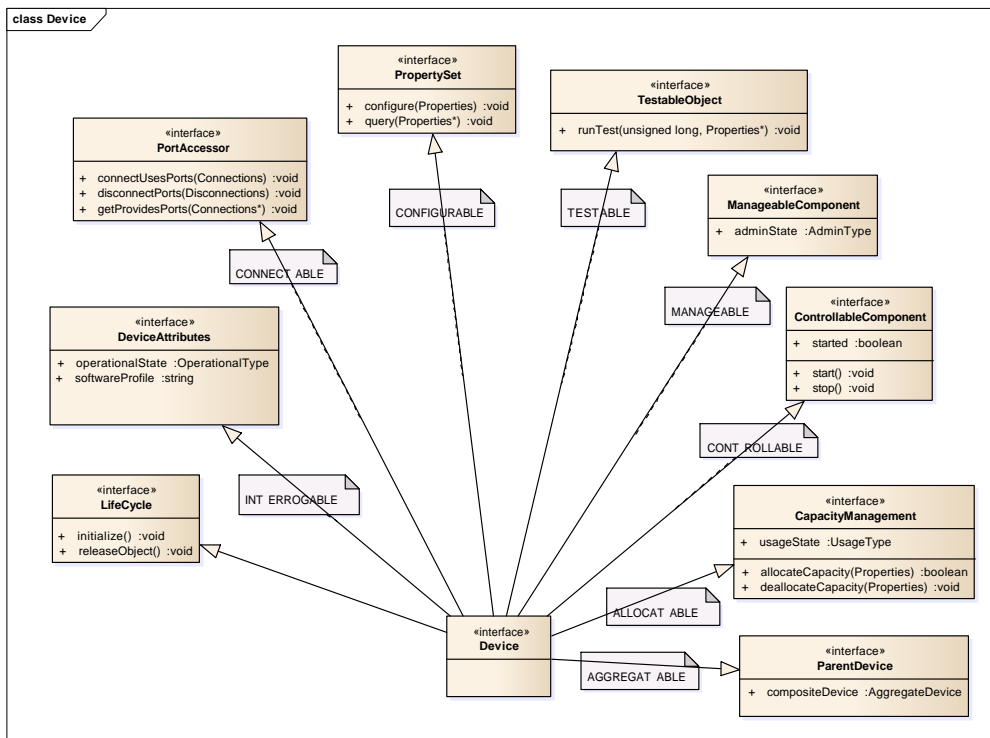 class Device
«interface»
PropertySet
+ configure(Properties) :void
+ query(Properties*) :void
«interface»
TestableObject
+ runTest(unsigned long, Properties*) :void
«interface»
PortAccessor
+ connectUsesPorts(Connections) :void
+ disconnectPorts(Disconnections) :void
+ getProvidesPorts(Connections*) :void
«interface»
ManageableComponent
+ adminState :AdminType
CONFIGURABLE
TESTABLE
CONNECT ABLE
MANAGEABLE
«interface»
ControllableComponent
+ started :boolean
+ start() :void
+ stop() :void
«interface»
DeviceAttributes
+ operationalState :OperationalType
+ softwareProfile :string
CONT ROLLABLE
INT ERROGABLE
«interface»
LifeCycle
+ initialize() :void
+ releaseObject() :void
«interface»
CapacityManagement
+ usageState :UsageType
+ allocateCapacity(Properties) :boolean
+ deallocateCapacity(Properties) :void
ALLOCAT ABLE
«interface»
Device
AGGREGAT ABLE
«interface»
ParentDevice
+ compositeDevice :AggregateDevice